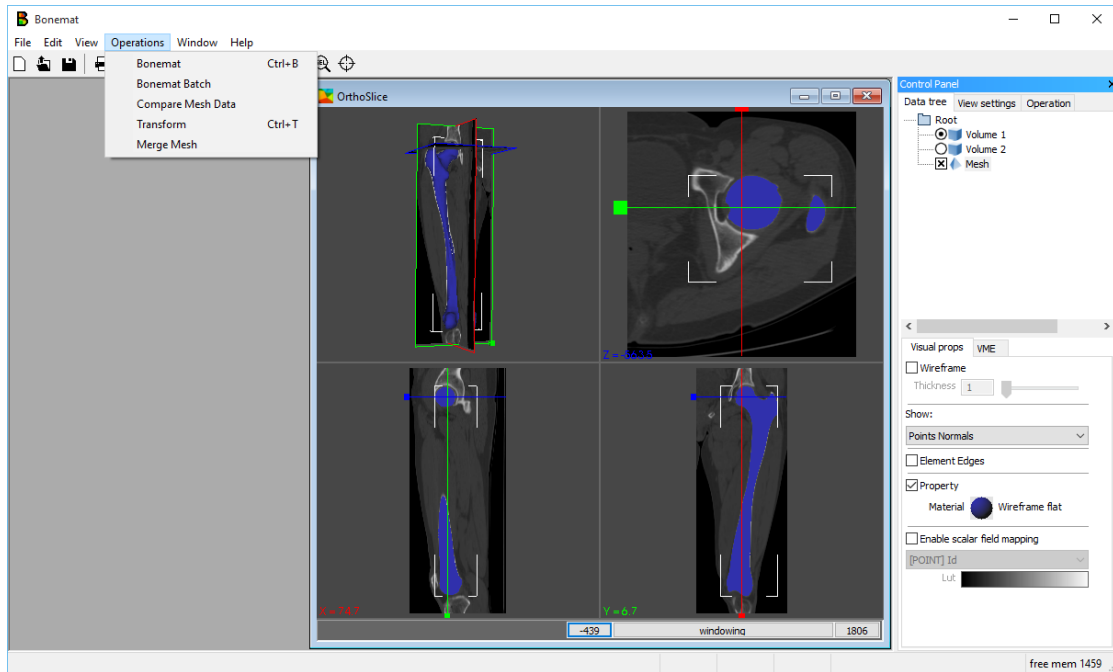 Bonemat
File Edit View Operations Window Help
Bonemat Ctrl+B
Bonemat Batch
Compare Mesh Data
Transform Ctrl+T
Merge Mesh
OrthoSlice
Control Panel
Data tree View settings Operation
Root
Volume 1
Volume 2
Mesh
Visual props VME
Wireframe
Thickness 1
Show:
Points Normals
Element Edges
Property
Material Wireframe flat
Enable scalar field mapping
[POINT] Id
Lut
Y = 6.7
-439 windowing 1806
free mem 1459